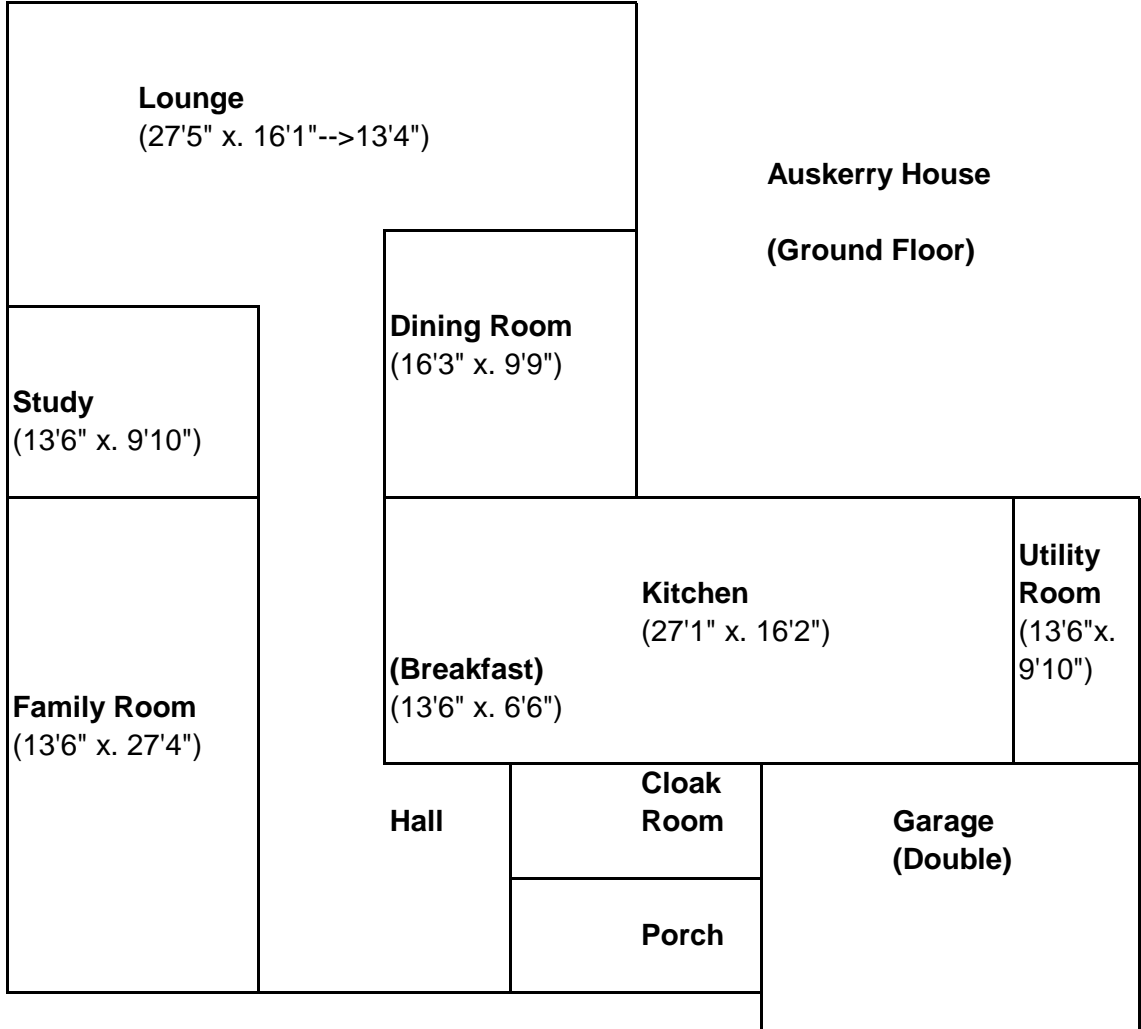 Lounge
(27'5" x. 16'1"-->13'4")
Auskerry House
(Ground Floor)
Dining Room
(16'3" x. 9'9")
Study
(13'6" x. 9'10")
Utility
Room
(13'6"x.
9'10")
Kitchen
(27'1" x. 16'2")
(Breakfast)
(13'6" x. 6'6")
Family Room
(13'6" x. 27'4")
Cloak
Room
Hall
Garage
(Double)
Porch